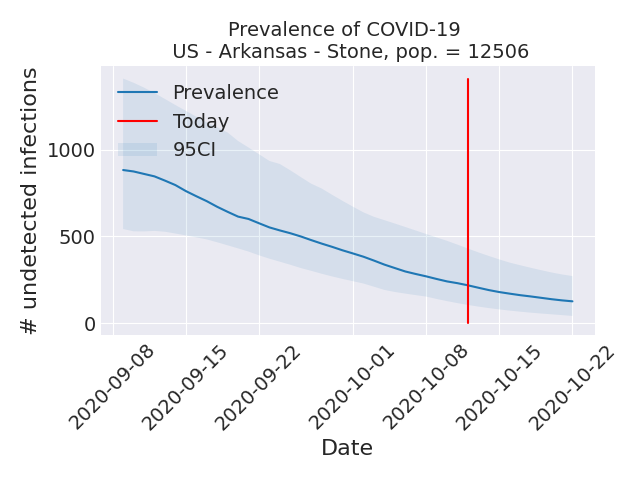 Prevalence of COVID-19
US - Arkansas - Stone, pop. = 12506
Prevalence
Today
95CI
# undetected infections
1000
500
0
2020-09-08
2020-09-15
2020-09-22
2020-10-01
2020-10-08
2020-10-15
2020-10-22
Date